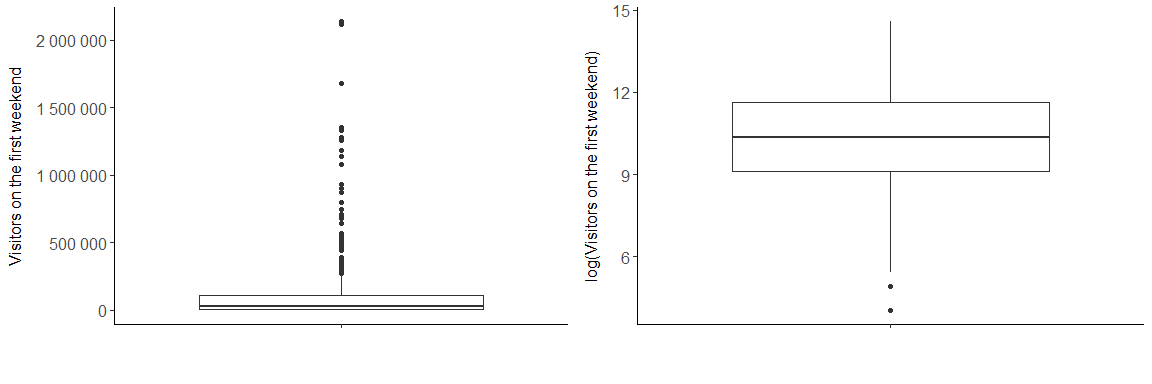 Visitors on the first weekend
2 000 000
1 500 000
1 000 000
500 000
0
log(Visitors on the first weekend)
15
12
9
6